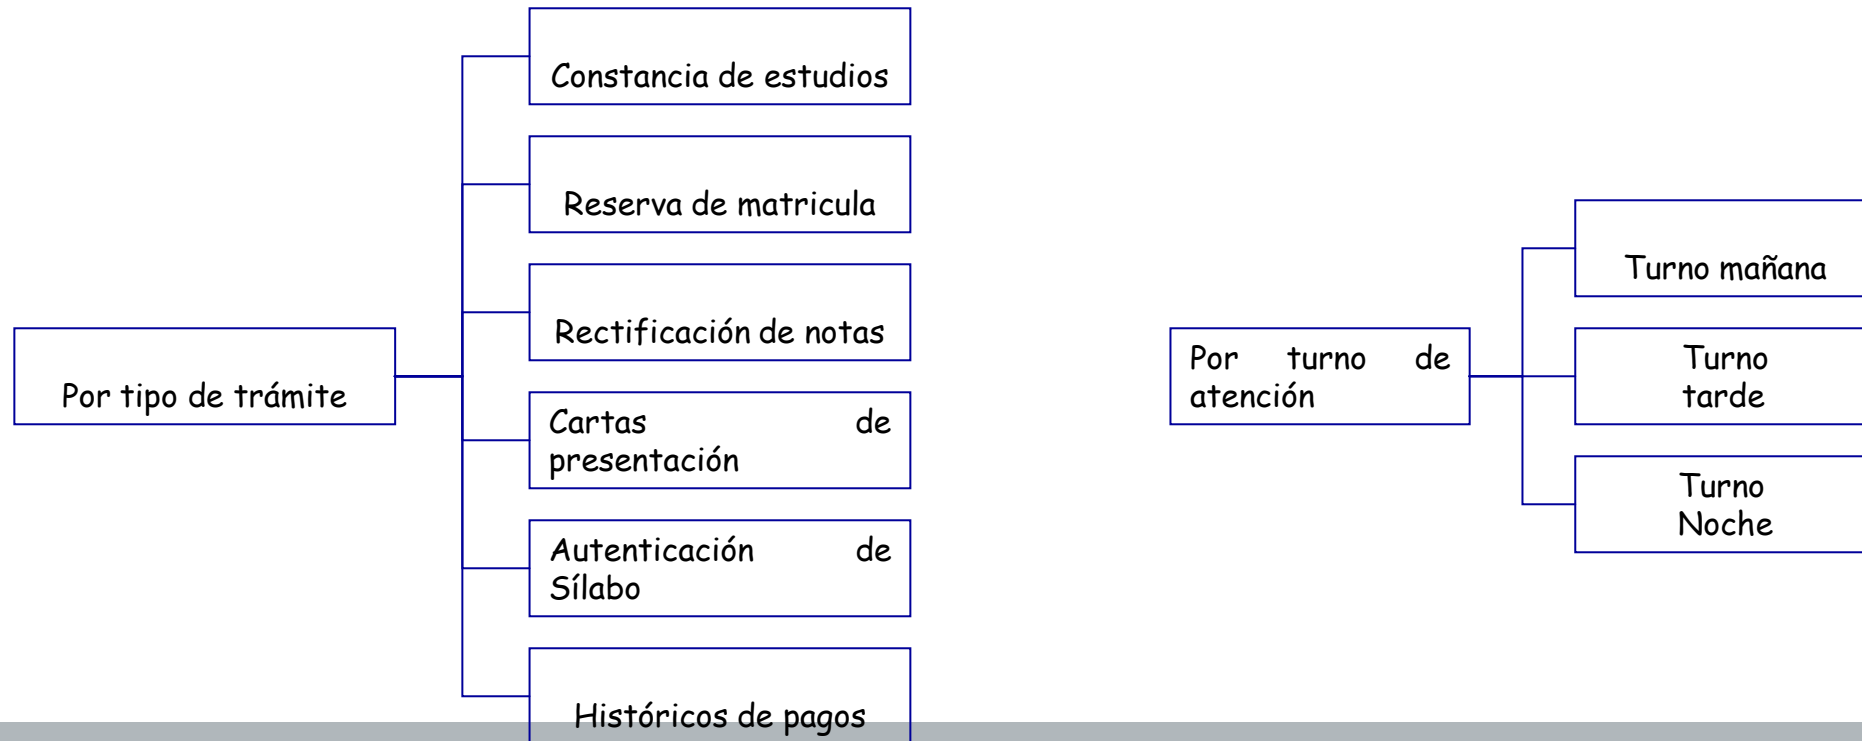 Constancia de estudios
Reserva de matricula
Rectificación de notas
Por tipo de trámite
Cartas de
presentación
Autenticación de
Sílabo
Históricos de pagos
Turno mañana
Por turno de
atención
Turno
tarde
Turno
Noche